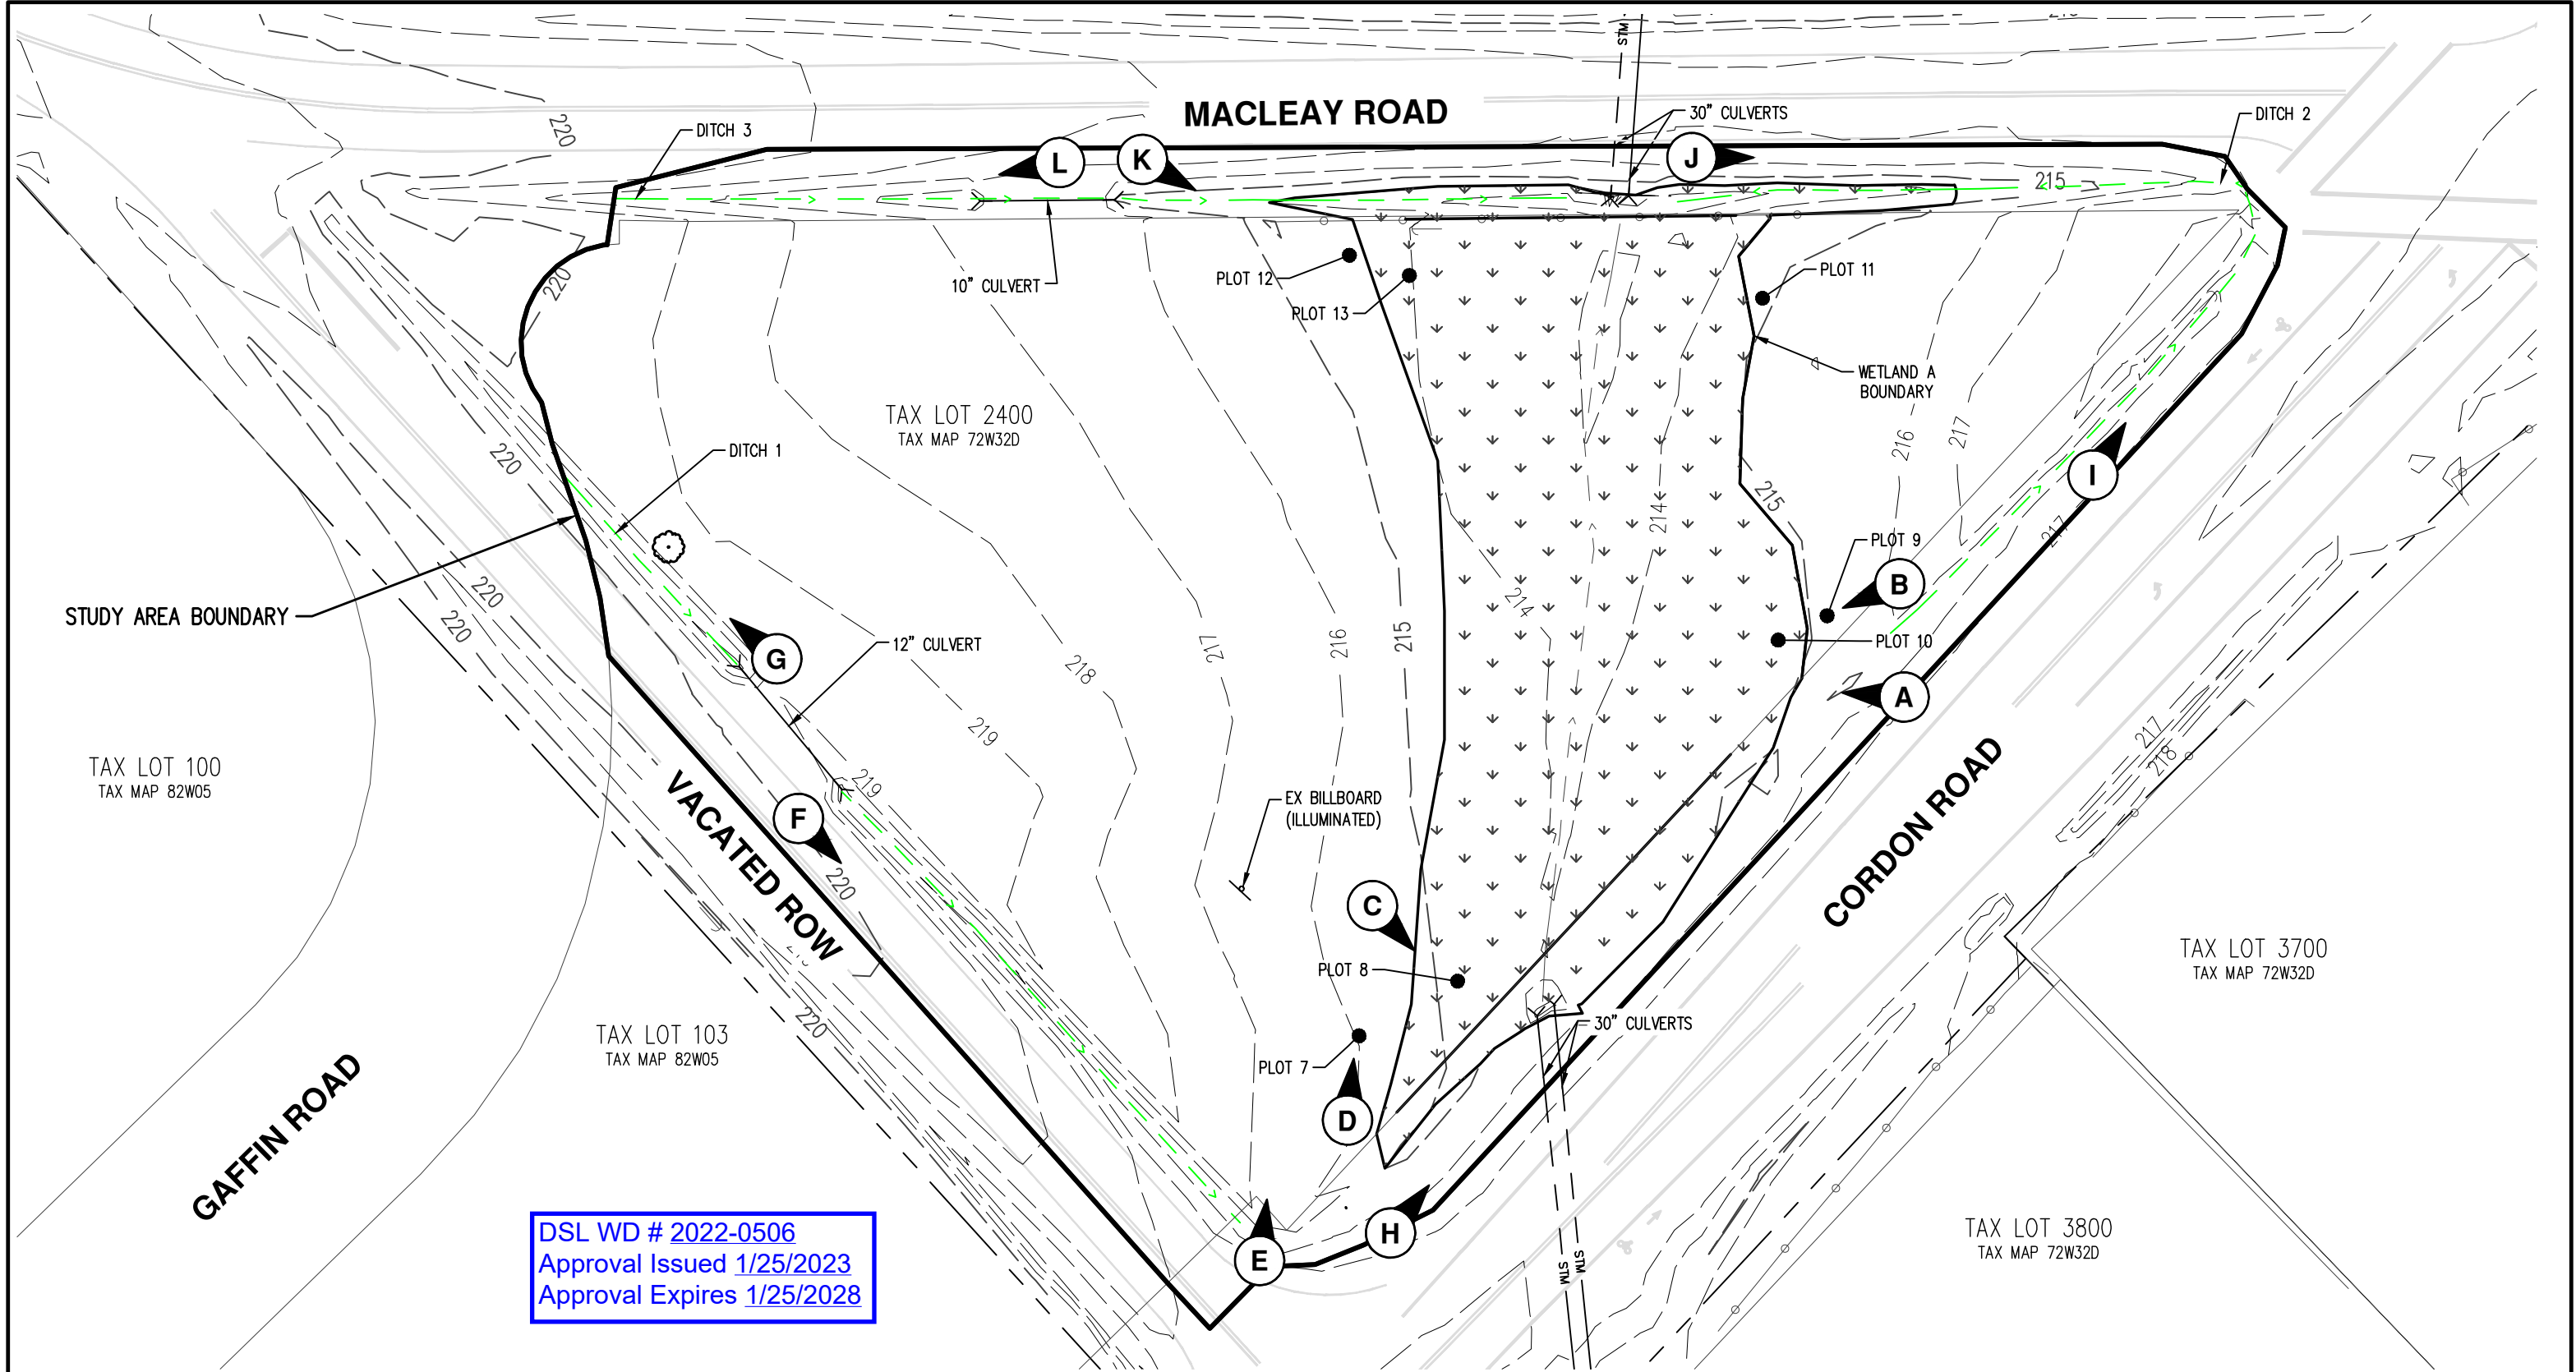 STM
220
MACLEAY ROAD
30" CULVERTS
DITCH 3
DITCH 2
L
K
J
215
220
10" CULVERT
PLOT 12
PLOT 13
PLOT 11
WETLAND A
BOUNDARY
TAX LOT 2400
TAX MAP 72W32D
216
217
220
DITCH 1
I
215
214
217
PLOT 9
B
220
214
STUDY AREA BOUNDARY
220
PLOT 10
G
12" CULVERT
218
217
216
215
A
219
TAX LOT 100
TAX MAP 82W05
217
218
219
F
VACATED ROW
220
EX BILLBOARD
(ILLUMINATED)
CORDON ROAD
C
PLOT 8
TAX LOT 3700
TAX MAP 72W32D
220
TAX LOT 103
TAX MAP 82W05
30" CULVERTS
PLOT 7
D
GAFFIN ROAD
H
E
STM
STM
TAX LOT 3800
TAX MAP 72W32D
DSL WD # 2022-0506
Approval Issued 1/25/2023
Approval Expires 1/25/2028